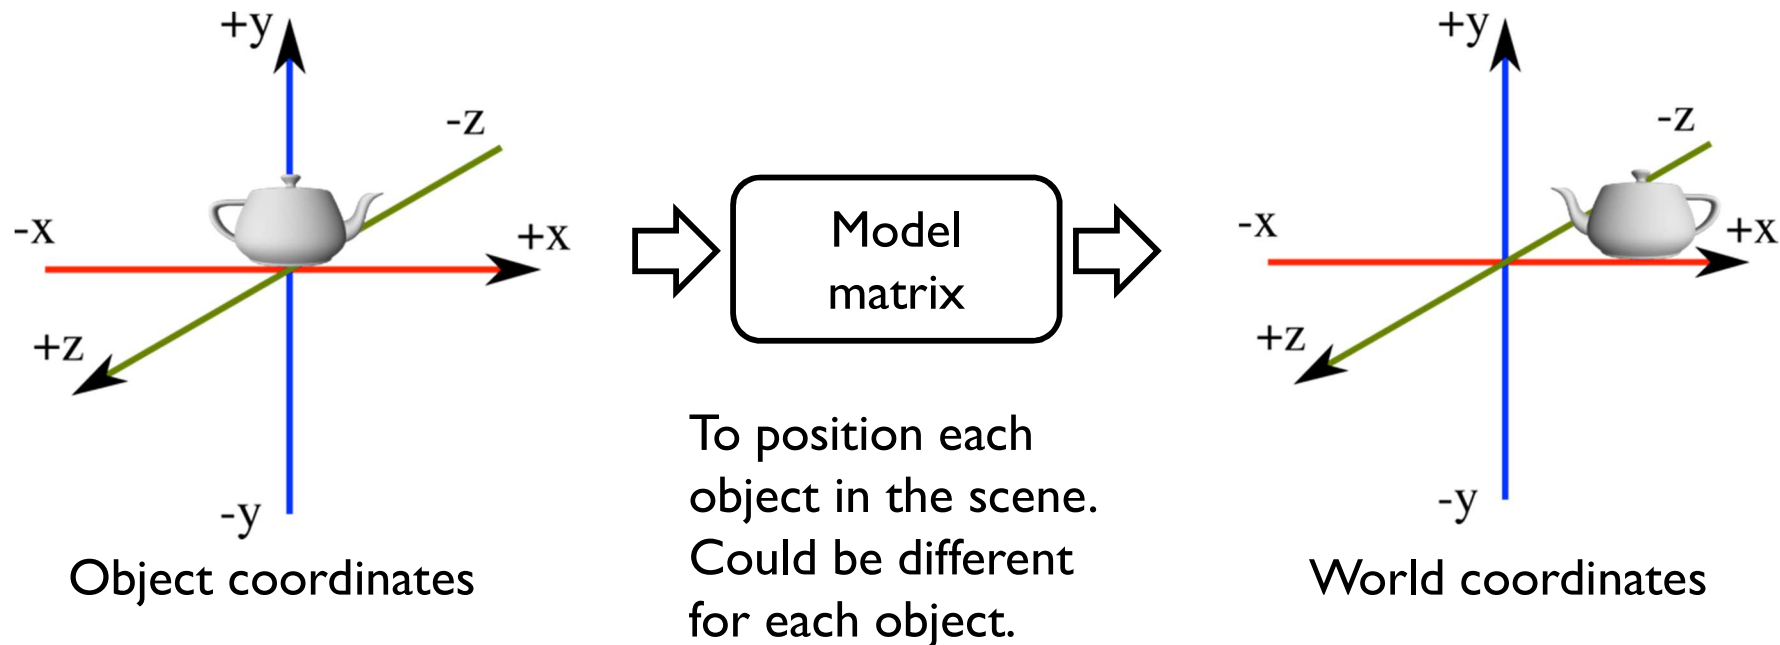 +y
-z
-x
+x
+z
-y
Object coordinates
Model
matrix
To position each
object in the scene.
Could be different
for each object.
+y
-z
-x
+x
+z
-y
World coordinates